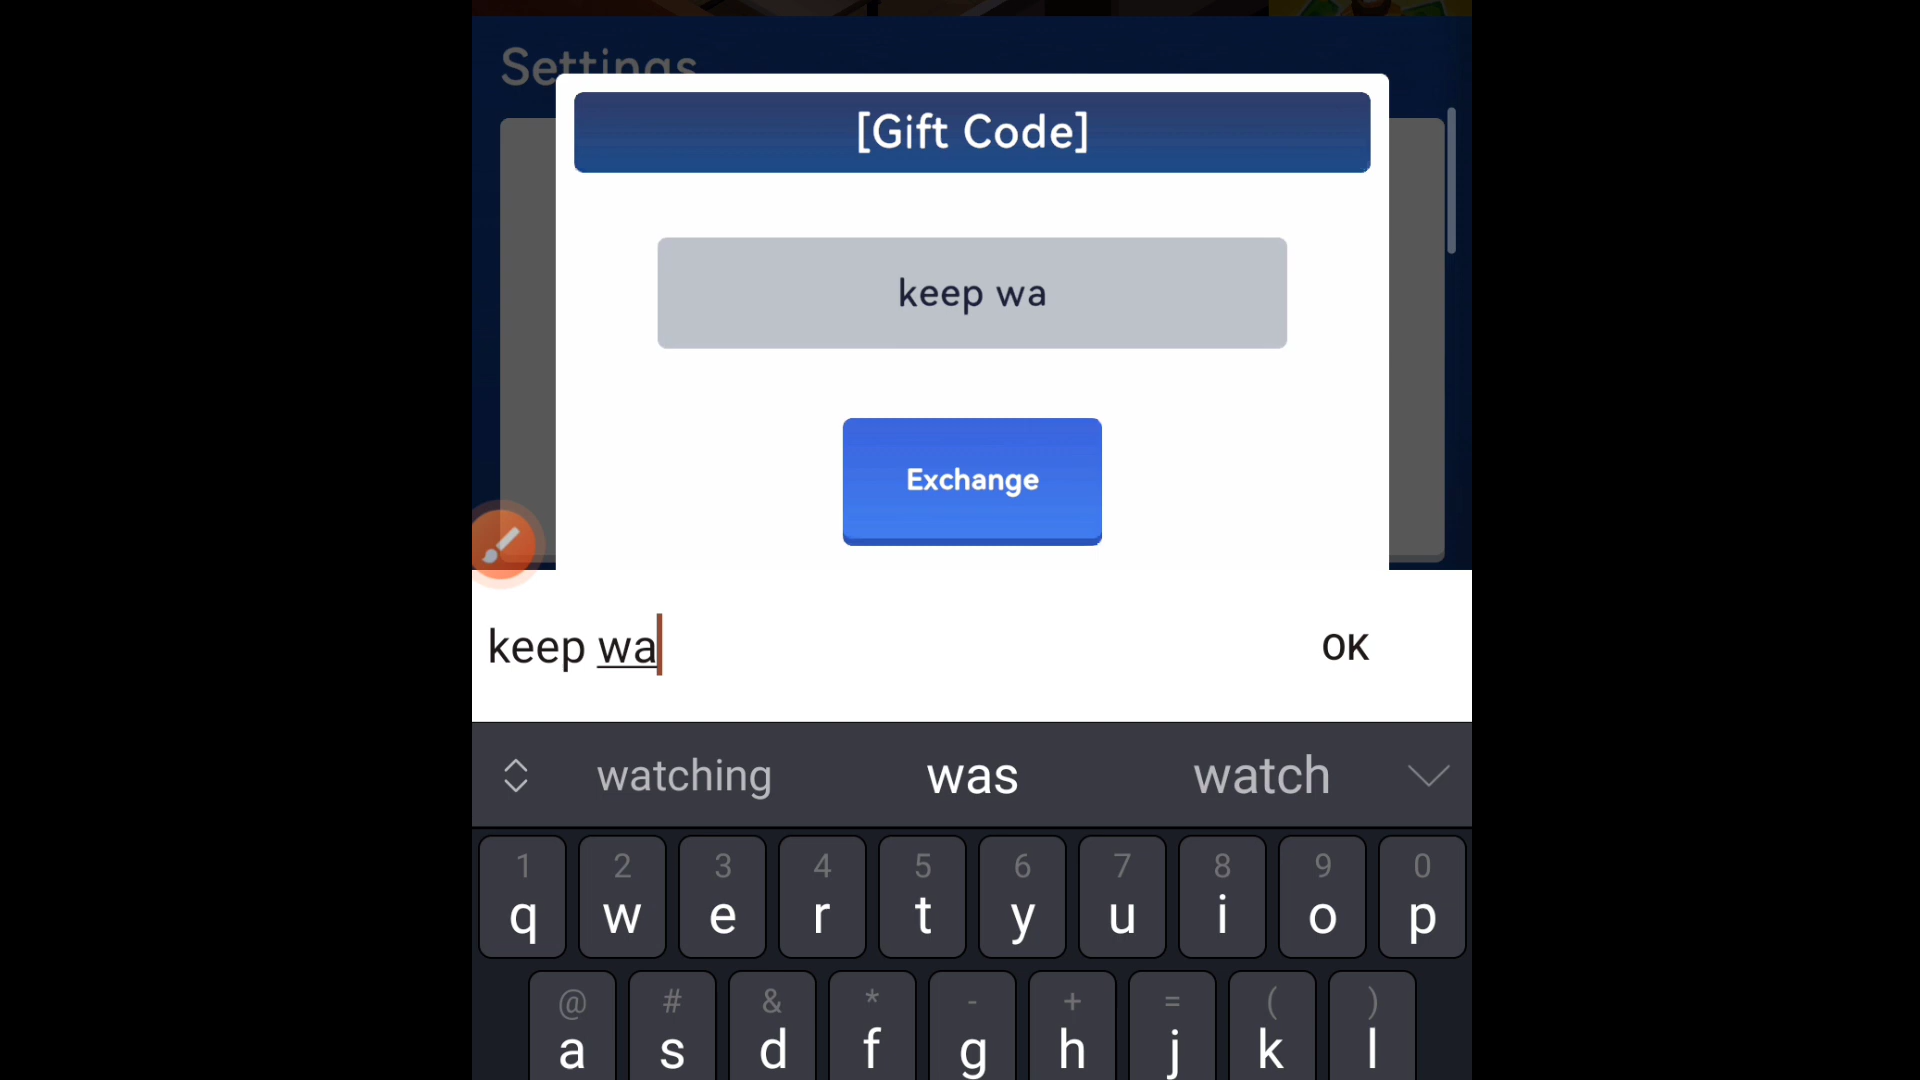 Settings
[Gift Code]
keep wa
Exchange
keep wa
OK
watching was watch
1 2 3 4 5 6 7 8 9 0
q w e r t y u i o p
@ # & * - + = ( )
a s d f g h j k l